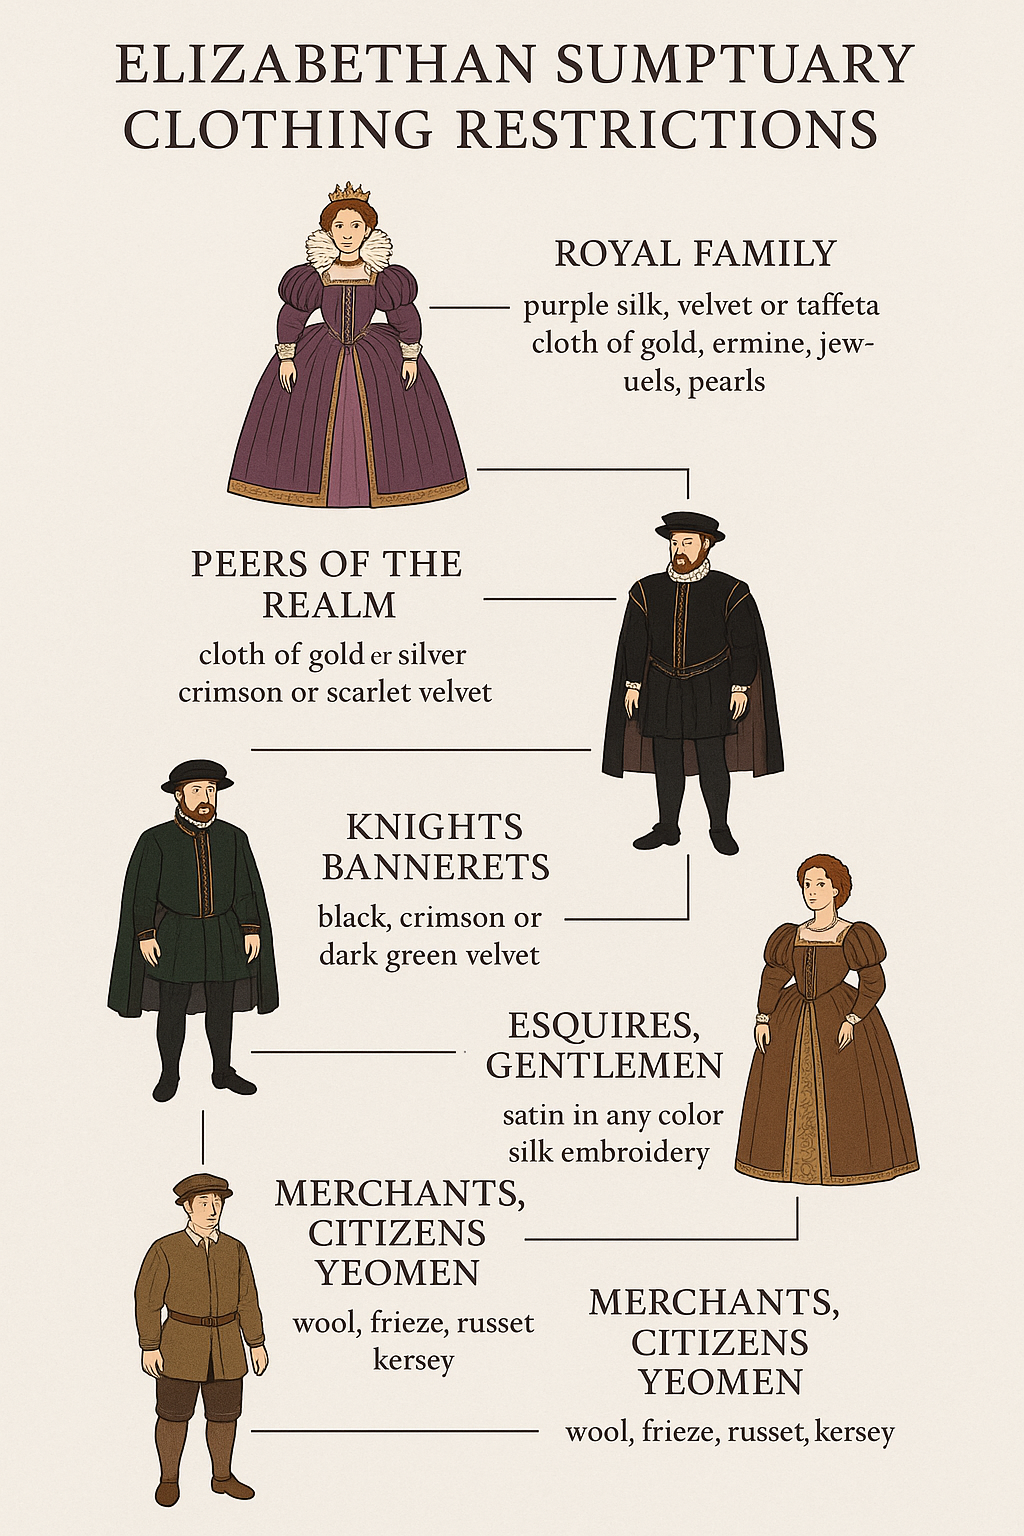 ELIZABETHAN SUMPTUARY
CLOTHING RESTRICTIONS
ROYAL FAMILY
purple silk, velvet or taffeta
cloth of gold, ermine, jew-
uels, pearls
PEERS OF THE
REALM
cloth of gold er silver
crimson or scarlet velvet
KNIGHTS
BANNERETS
black, crimson or
dark green velvet
ESQUIRES,
GENTLEMEN
satin in any color
silk embroidery
MERCHANTS,
CITIZENS
YEOMEN
wool, frieze, russet
kersey
MERCHANTS,
CITIZENS
YEOMEN
wool, frieze, russet, kersey